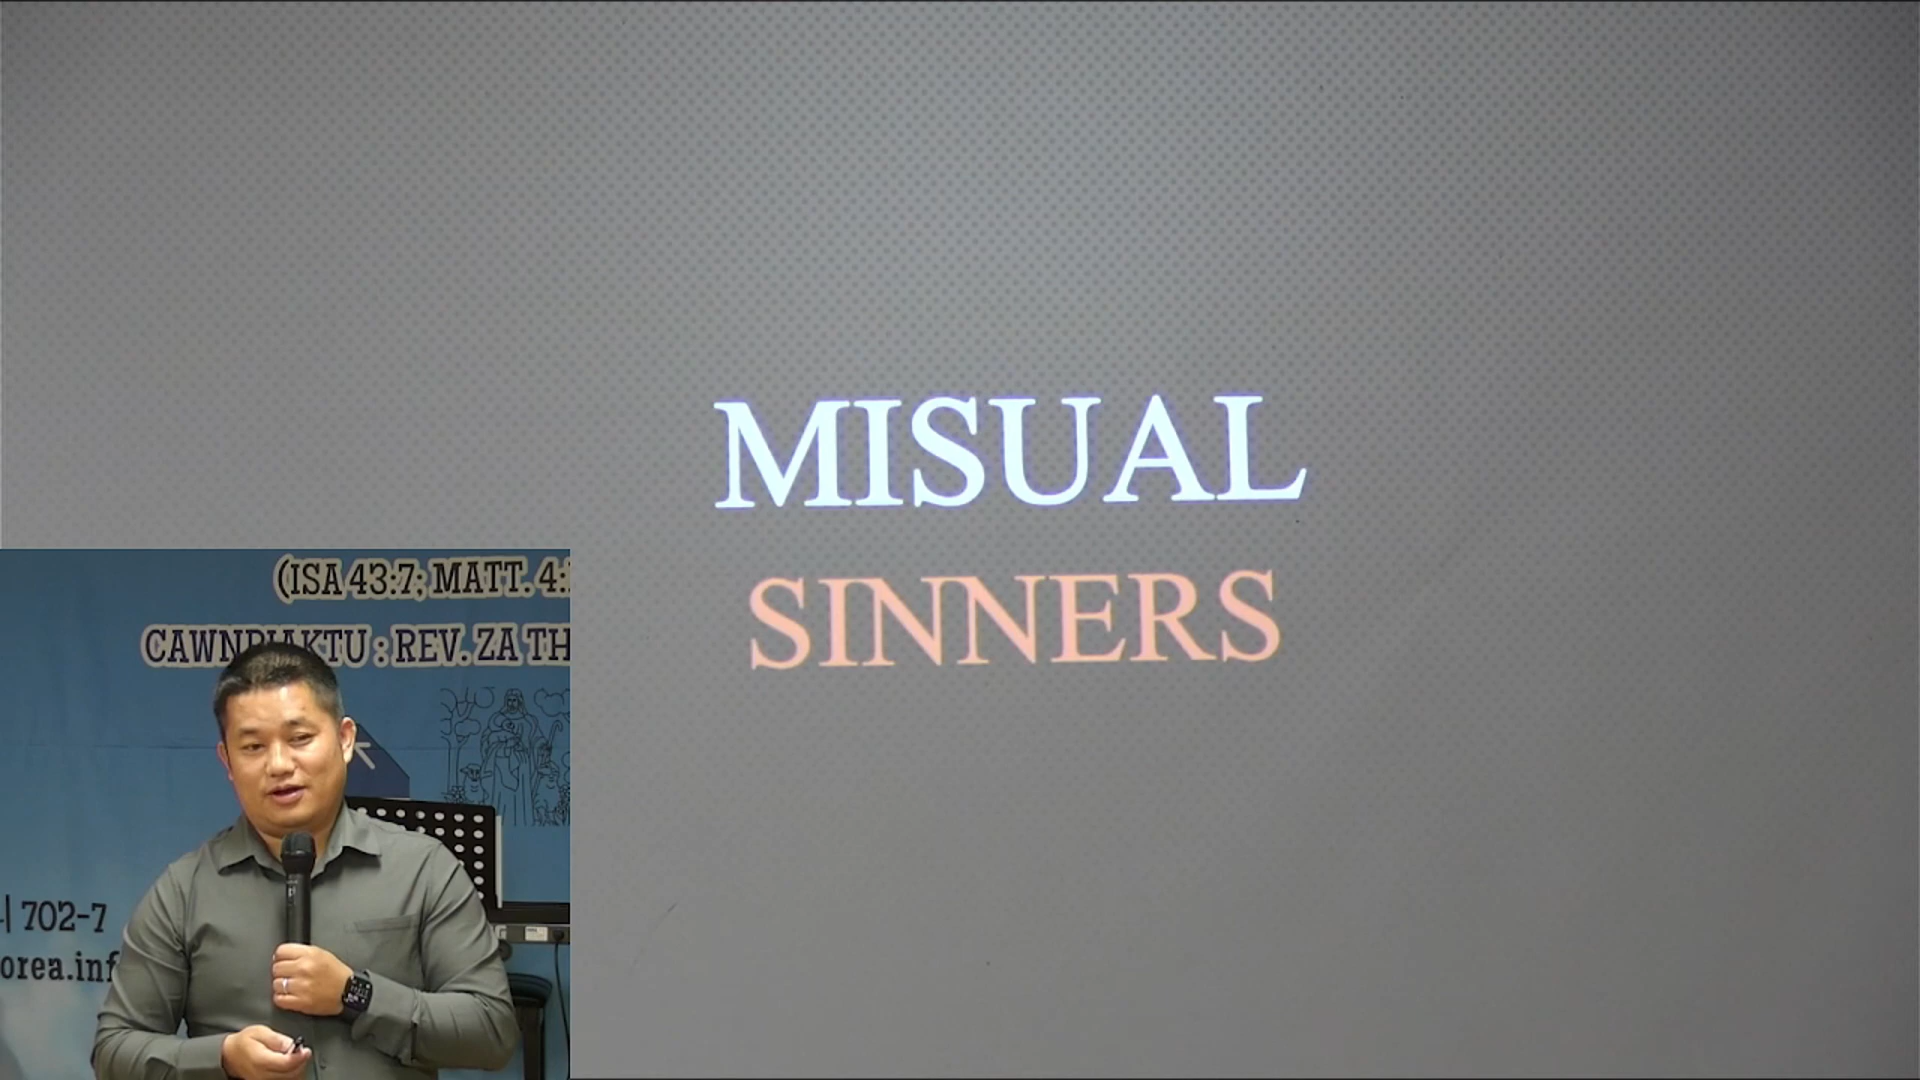 MISUAL
SINNERS
(ISA 43:7; MATT. 4:
CAWNPIAKTU : REV. ZA TH
702-7
orea.inf